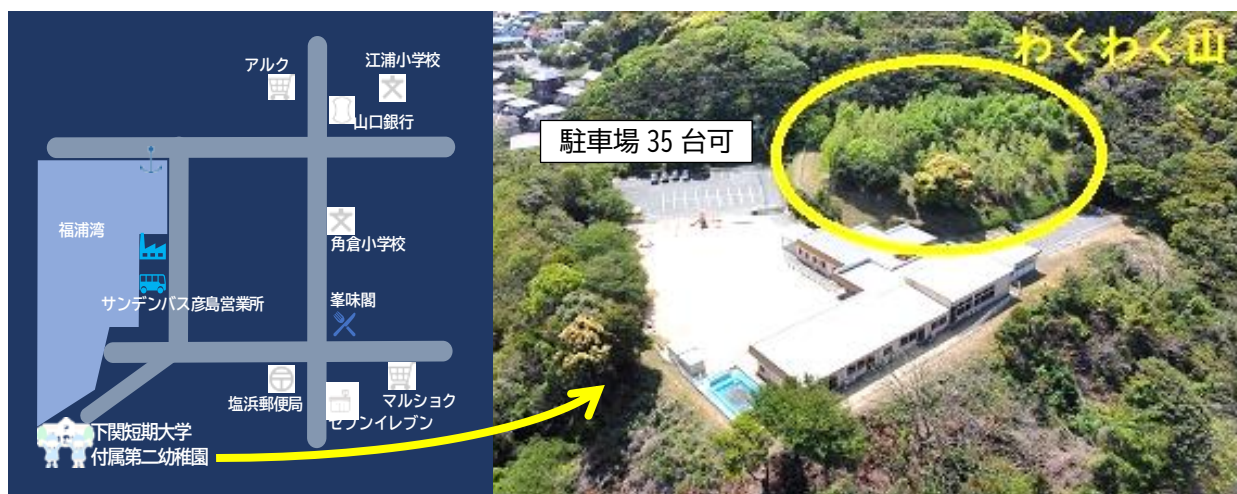 アルク
江浦小学校
山口銀行
福浦湾
角倉小学校
サンデンバス彦島営業所
峯味閣
塩浜郵便局
マルショク
セブンイレブン
下関短期大学
付属第二幼稚園
わくわく山
駐車場 35 台可